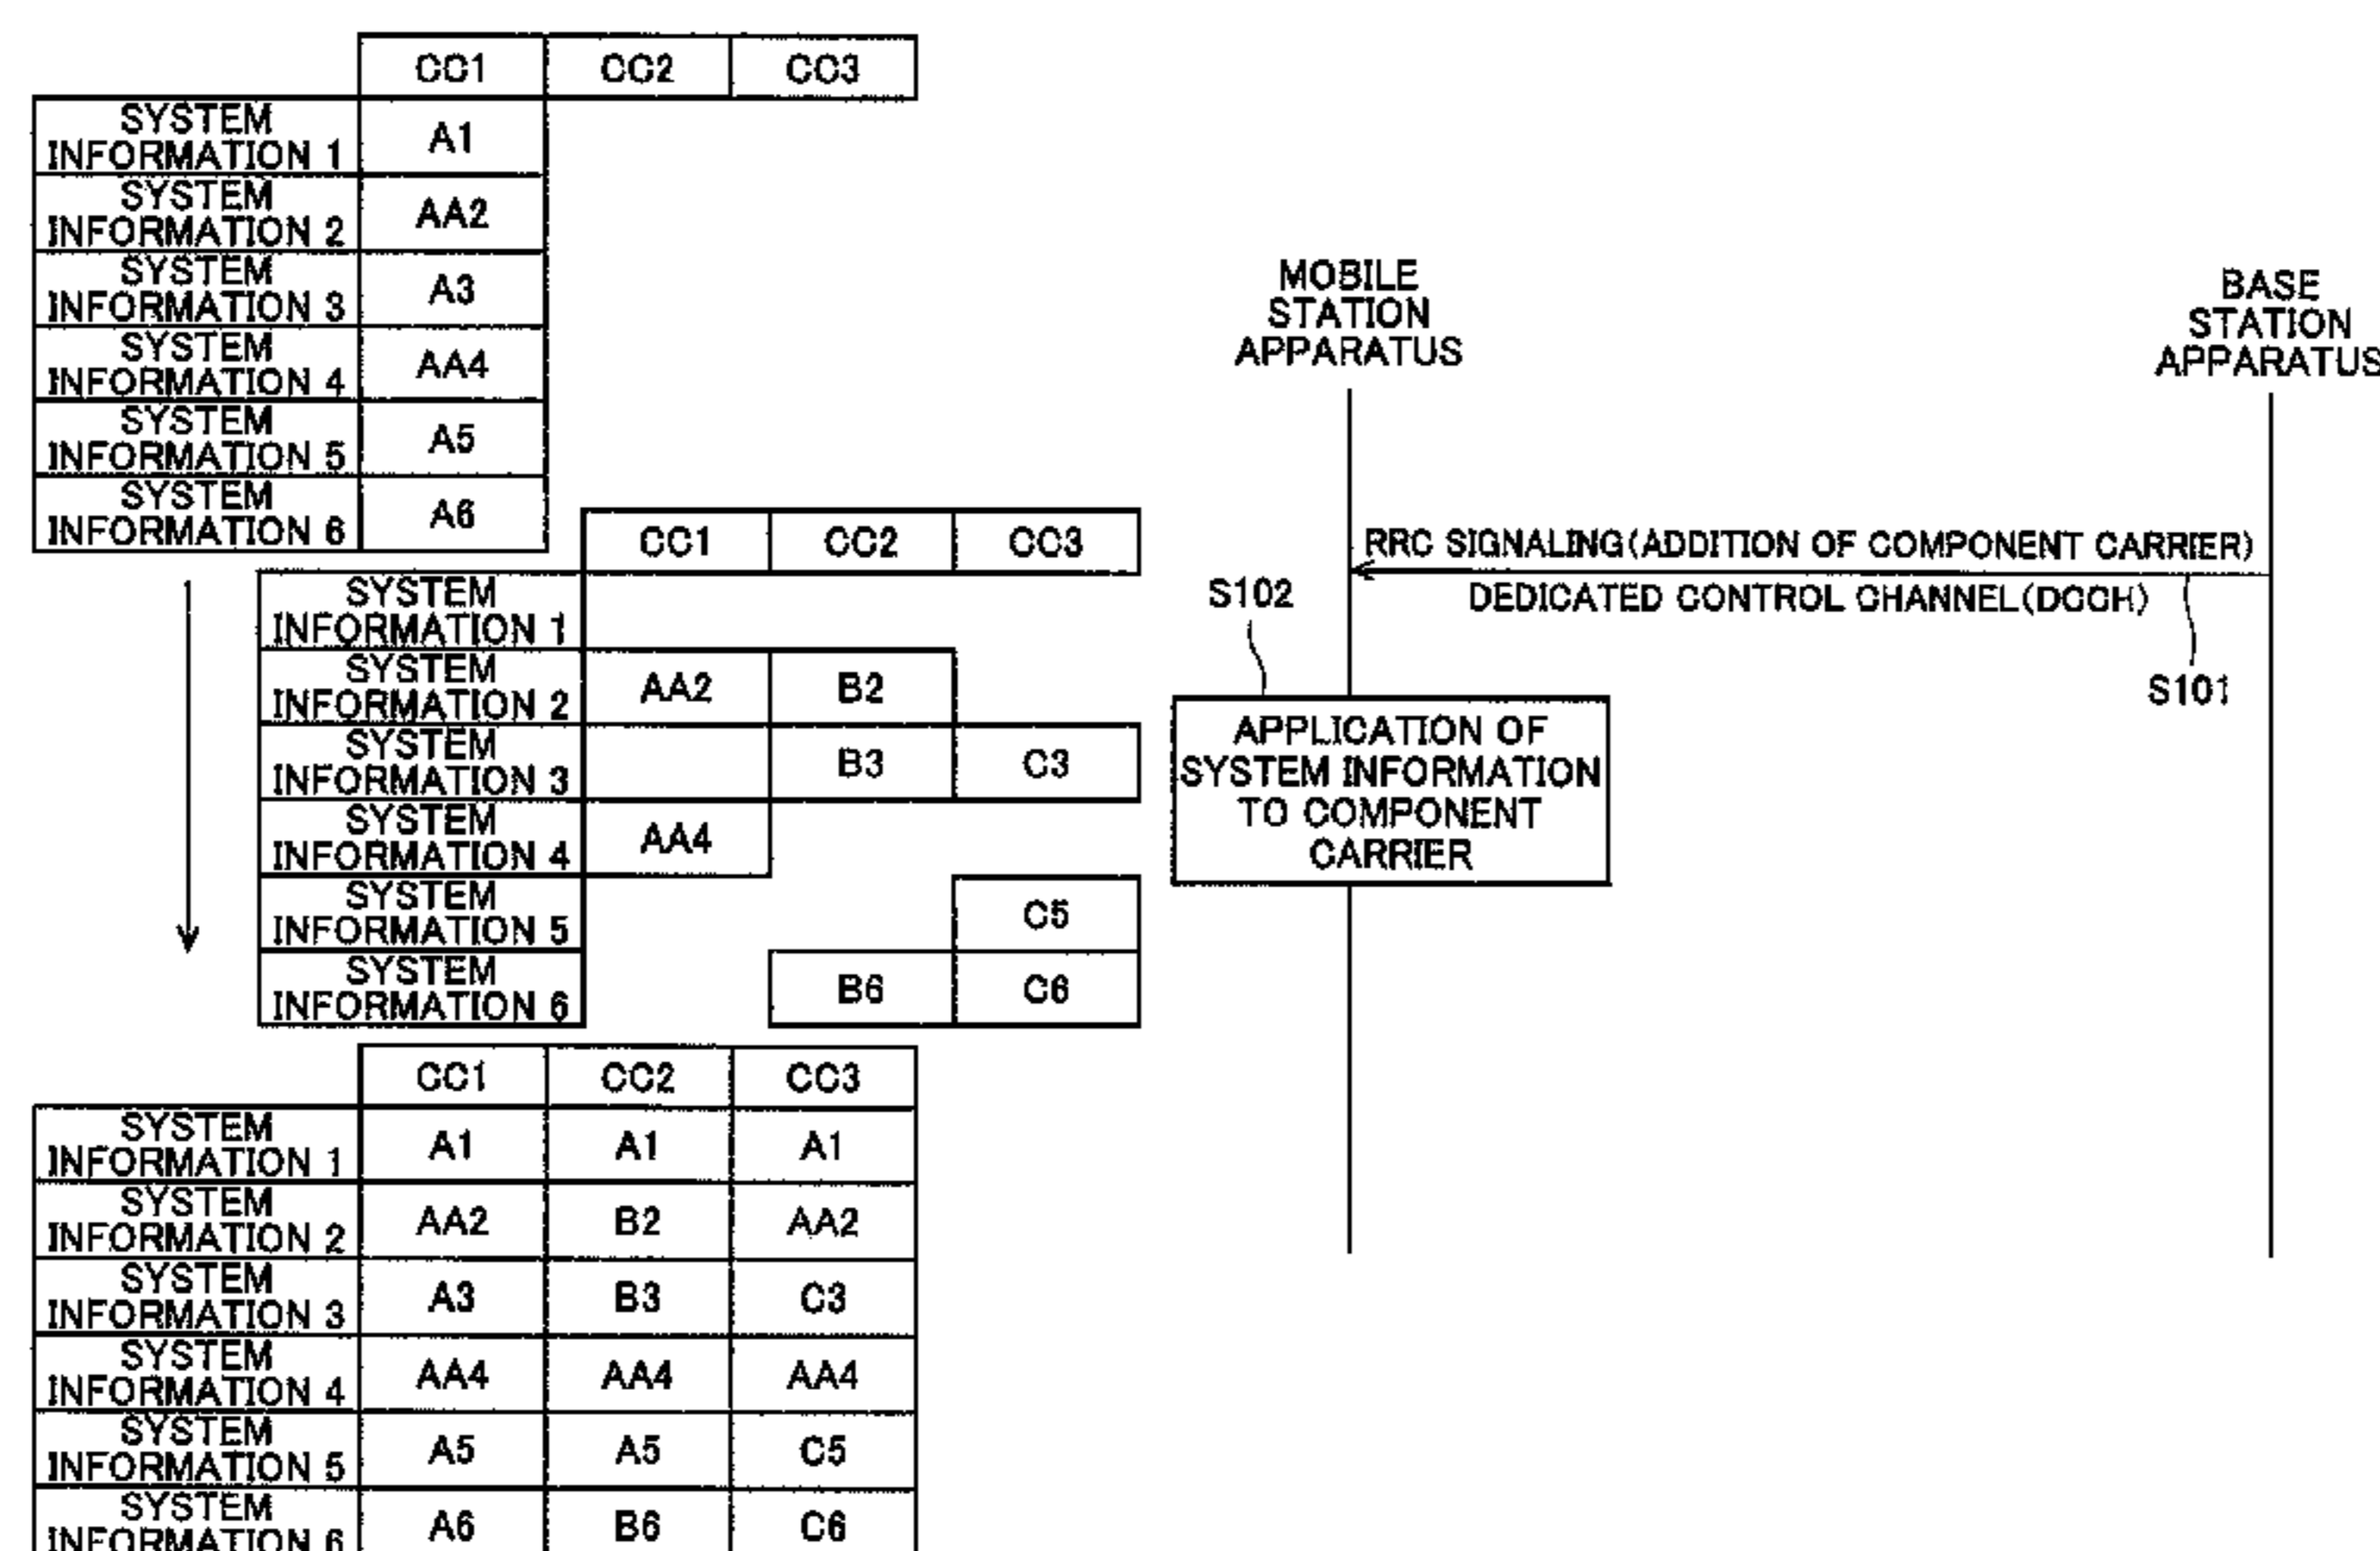 CC1 CC2 CC3
SYSTEM
INFORMATION 1
A1
SYSTEM
INFORMATION 2
AA2
SYSTEM
INFORMATION 3
A3
SYSTEM
INFORMATION 4
AA4
SYSTEM
INFORMATION 5
A5
SYSTEM
INFORMATION 6
A6
CC1 CC2 CC3
SYSTEM
INFORMATION 1
SYSTEM
INFORMATION 2
AA2 B2
SYSTEM
INFORMATION 3
B3 C3
SYSTEM
INFORMATION 4
AA4
SYSTEM
INFORMATION 5
C5
SYSTEM
INFORMATION 6
B6 C6
CC1 CC2 CC3
SYSTEM
INFORMATION 1
A1 A1 A1
SYSTEM
INFORMATION 2
AA2 B2 AA2
SYSTEM
INFORMATION 3
A3 B3 C3
SYSTEM
INFORMATION 4
AA4 AA4 AA4
SYSTEM
INFORMATION 5
A5 A5 C5
SYSTEM
INFORMATION 6
A6 B6 C6
MOBILE
STATION
APPARATUS
BASE
STATION
APPARATUS
RRC SIGNALING(ADDITION OF COMPONENT CARRIER)
DEDICATED CONTROL CHANNEL(DCCH)
S101
S102
APPLICATION OF
SYSTEM INFORMATION
TO COMPONENT
CARRIER